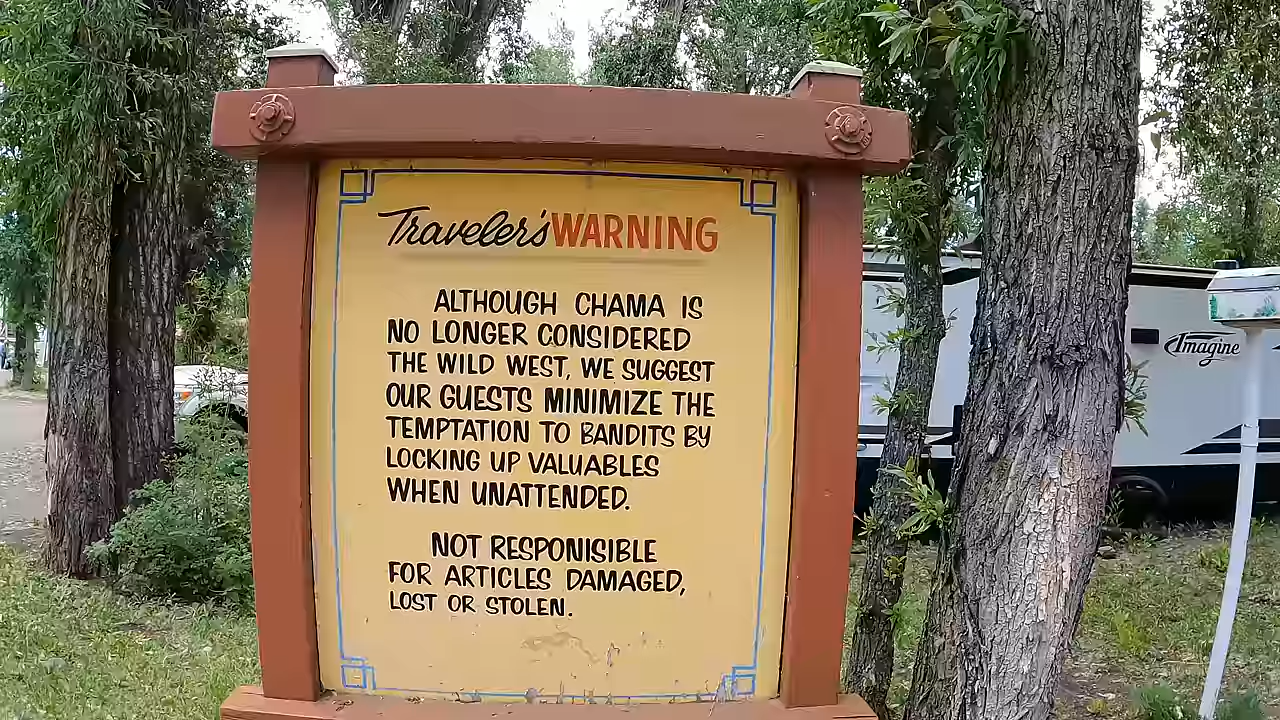 Traveler's WARNING
ALTHOUGH CHAMA IS
NO LONGER CONSIDERED
THE WILD WEST, WE SUGGEST
OUR GUESTS MINIMIZE THE
TEMPTATION TO BANDITS BY
LOCKING UP VALUABLES
WHEN UNATTENDED.
NOT RESPONISIBLE
FOR ARTICLES DAMAGED,
LOST OR STOLEN.
Imagine